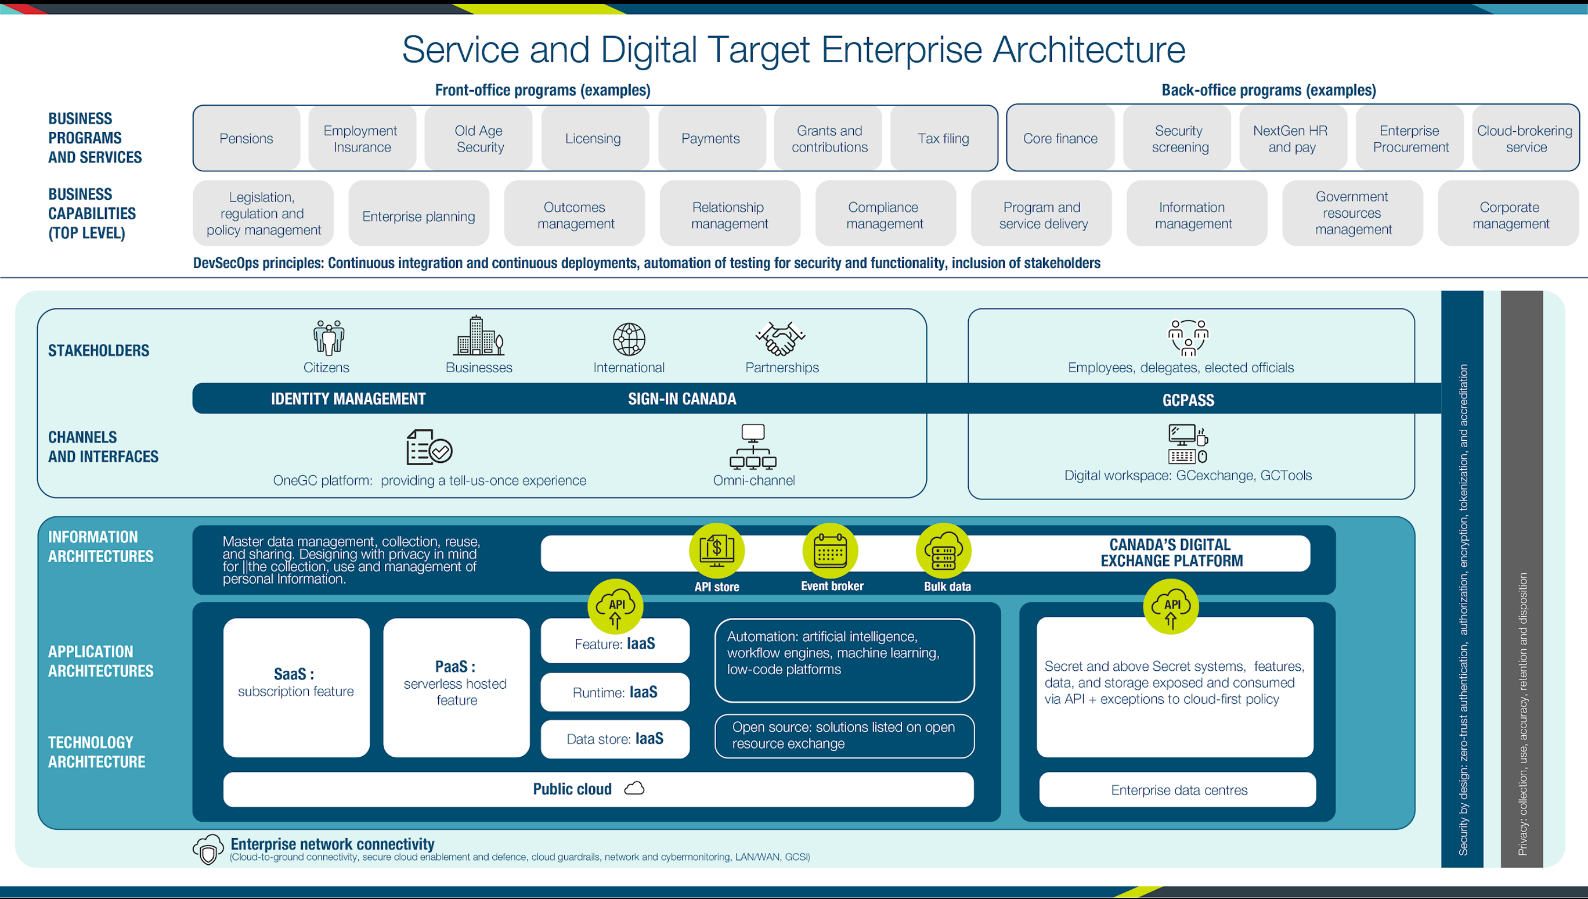 Service and Digital Target Enterprise Architecture
Front-office programs (examples)
Back-office programs (examples)
BUSINESS
PROGRAMS
AND SERVICES
Pensions
Employment
Insurance
Old Age
Security
Licensing
Payments
Grants and
contributions
Tax filing
Core finance
Security
screening
NextGen HR
and pay
Enterprise
Procurement
Cloud-brokering
service
BUSINESS
CAPABILITIES
(TOP LEVEL)
Legislation,
regulation and
policy management
Enterprise planning
Outcomes
management
Relationship
management
Compliance
management
Program and
service delivery
Information
management
Government
resources
management
Corporate
management
DevSecOps principles: Continuous integration and continuous deployments, automation of testing for security and functionality, inclusion of stakeholders
STAKEHOLDERS
Citizens
Businesses
International
Partnerships
Employees, delegates, elected officials
IDENTITY MANAGEMENT
SIGN-IN CANADA
GCPASS
CHANNELS
AND INTERFACES
OneGC platform: providing a tell-us-once experience
Omni-channel
Digital workspace: GCexchange, GCTools
INFORMATION
ARCHITECTURES
Master data management, collection, reuse,
and sharing. Designing with privacy in mind
for ||the collection, use and management of
personal Information.
$
API store
Event broker
Bulk data
CANADA'S DIGITAL
EXCHANGE PLATFORM
API
API
APPLICATION
ARCHITECTURES
SaaS :
subscription feature
PaaS :
serverless hosted
feature
Feature: IaaS
Runtime: IaaS
Data store: IaaS
Automation: artificial intelligence,
workflow engines, machine learning,
low-code platforms
Open source: solutions listed on open
resource exchange
Secret and above Secret systems, features,
data, and storage exposed and consumed
via API + exceptions to cloud-first policy
TECHNOLOGY
ARCHITECTURE
Public cloud
Enterprise data centres
Enterprise network connectivity
(Cloud-to-ground connectivity, secure cloud enablement and defence, cloud guardrails, network and cybermonitoring, LAN/WAN, GCSI)
Security by design: zero-trust authentication, authorization, encryption, tokenization, and accreditation
Privacy: collection, use, accuracy, retention and disposition